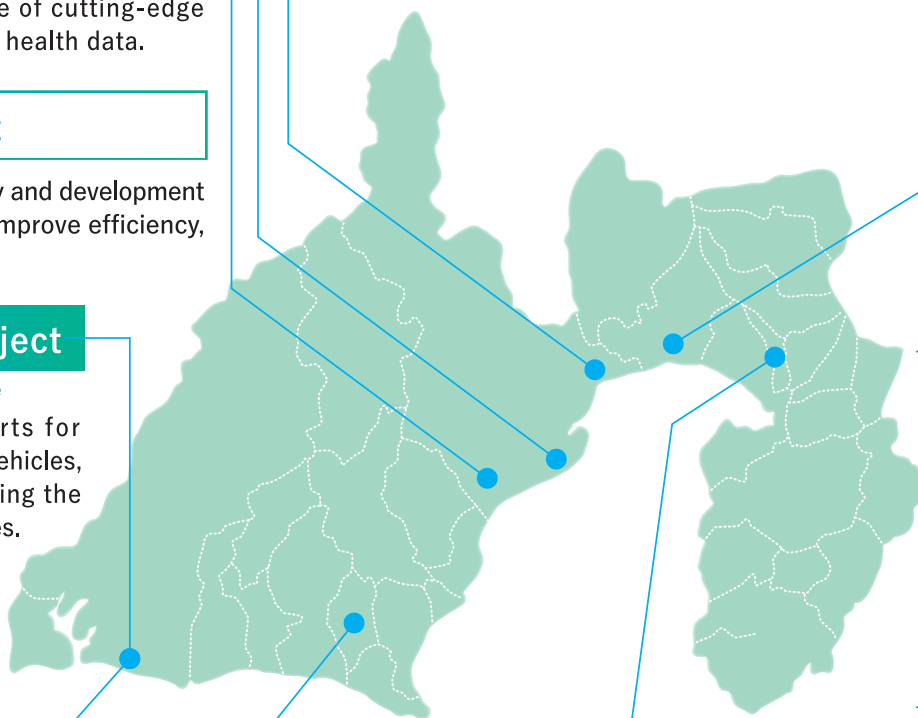 e of cutting-edge
health data.
y and development
mprove efficiency,
ject
rts for
ehicles,
ing the
es.